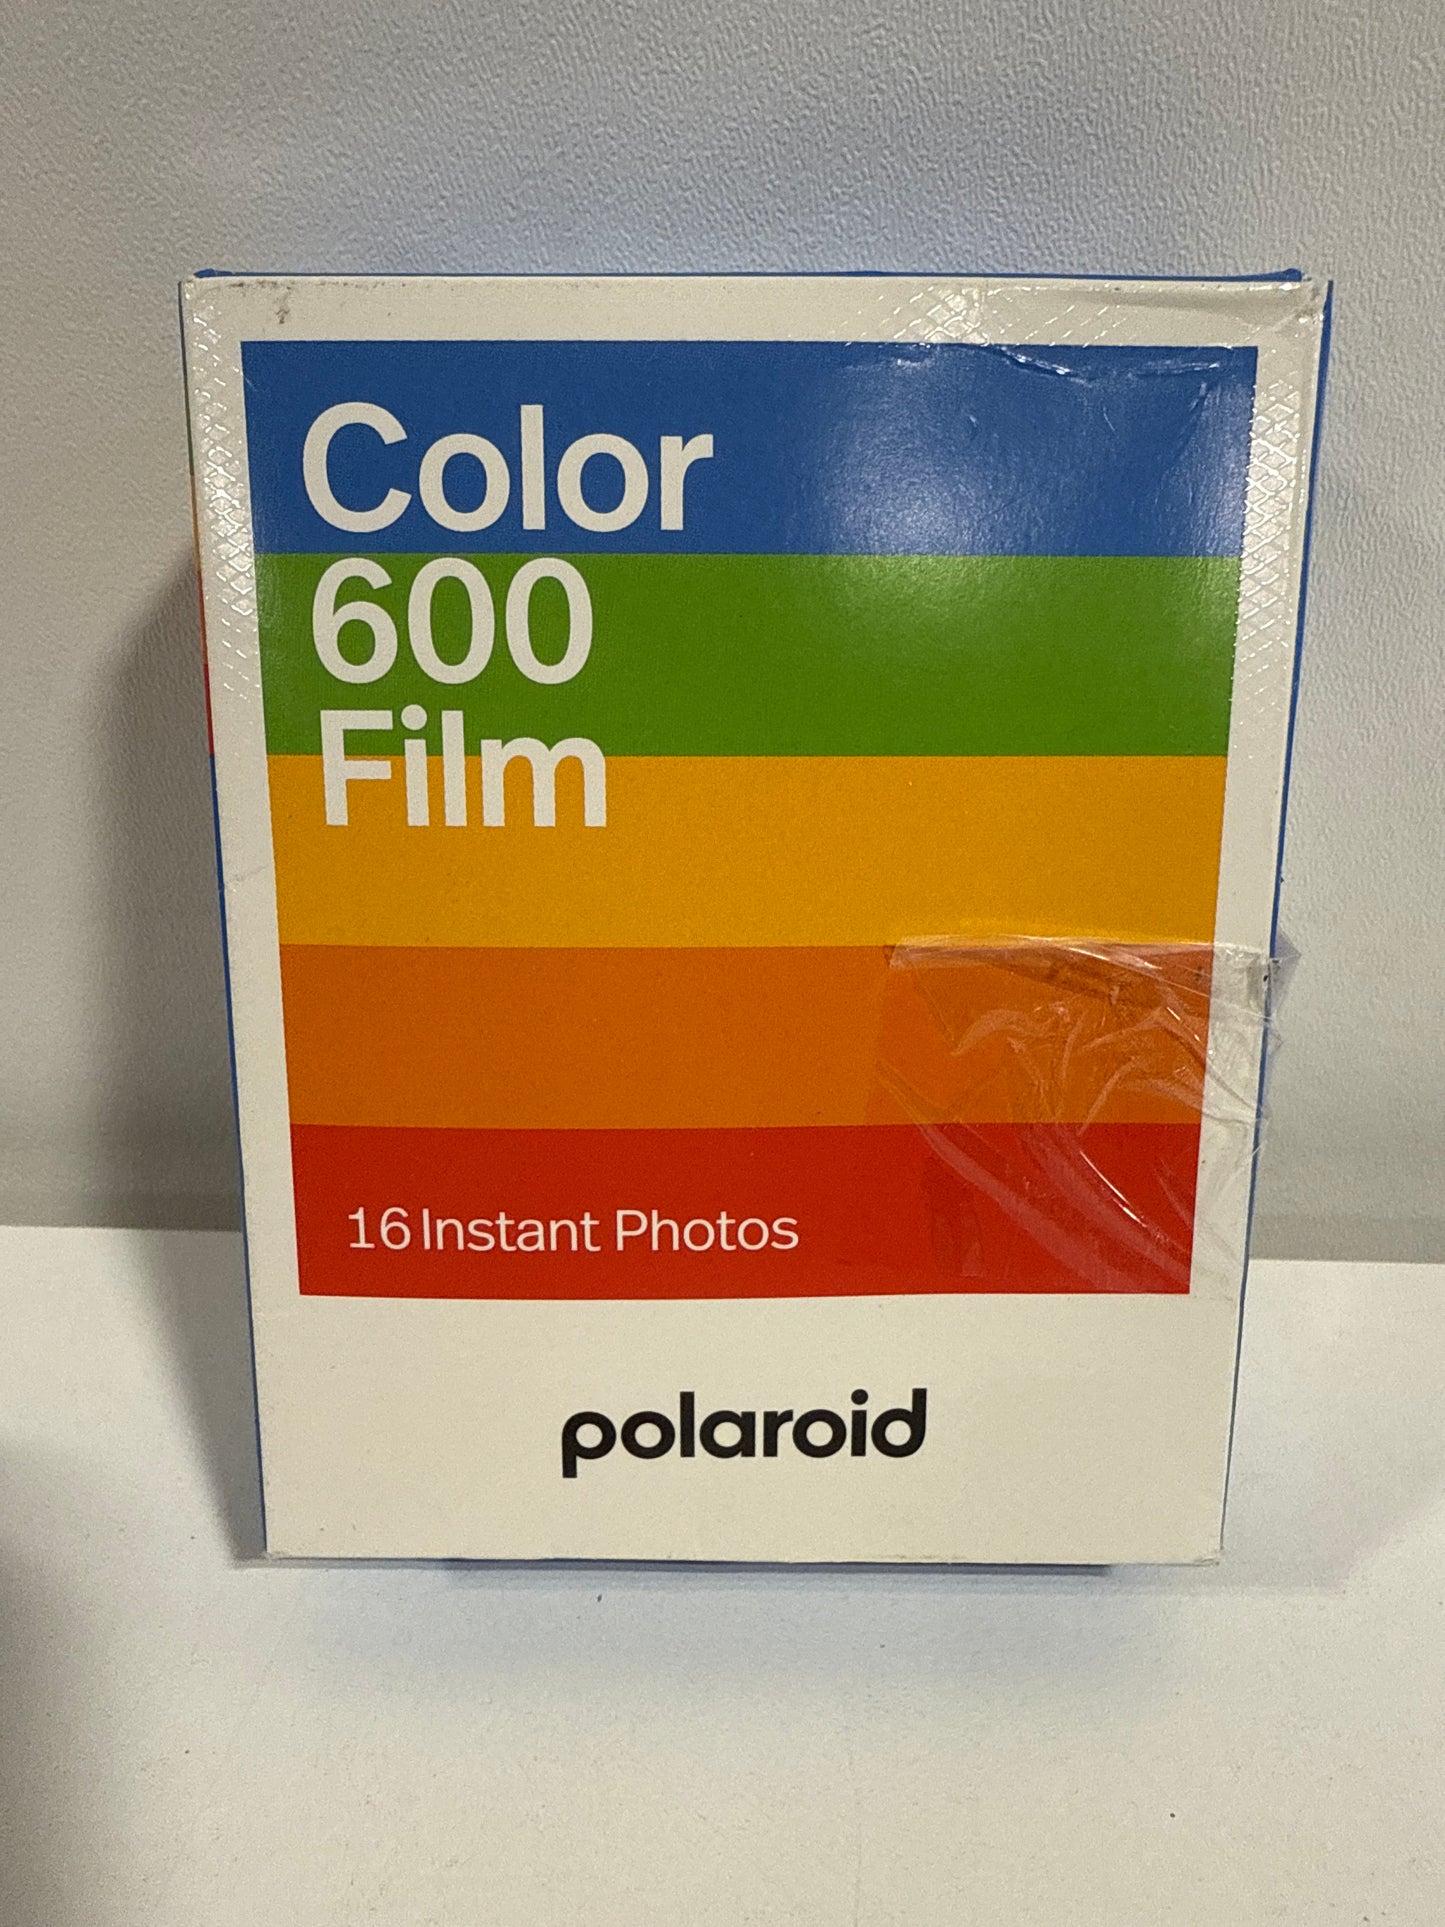 Color
600
Film
16 Instant Photos
polaroid